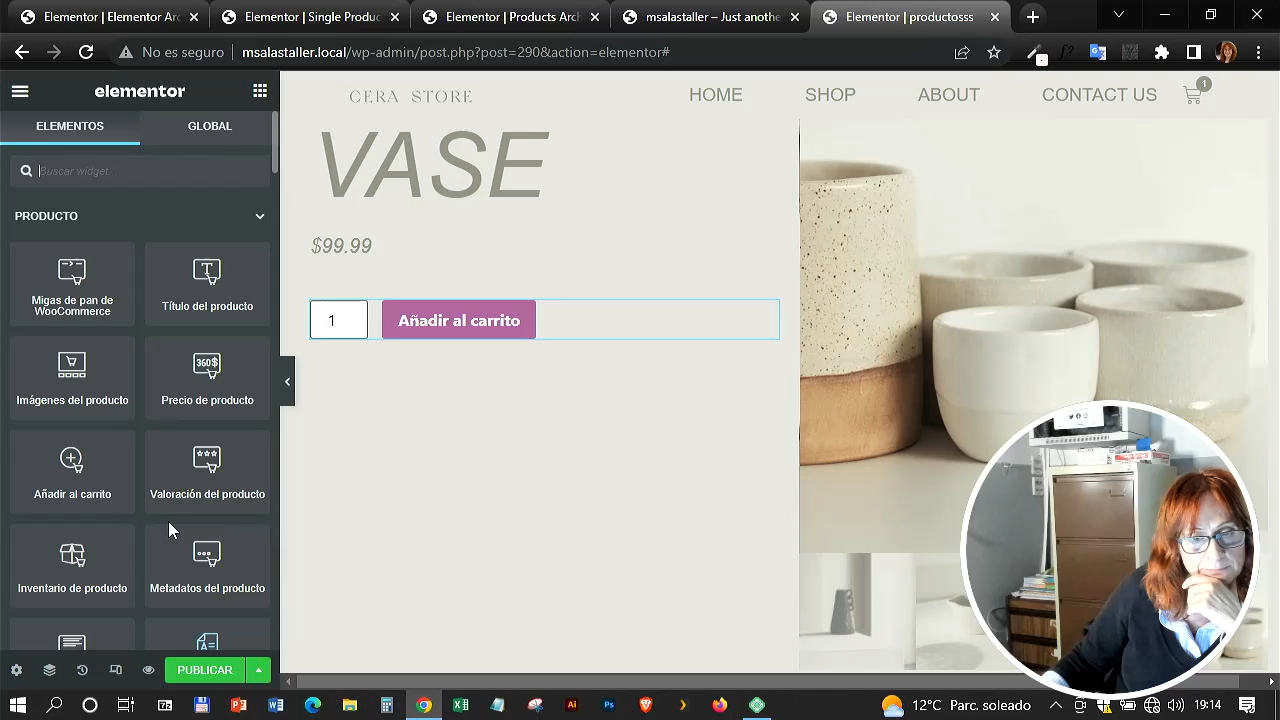 Elementor | Elementor Arc
Elementor | Single Produc
Elementor | Products Arch
msalastaller – Just anothe
Elementor | productosss
No es seguro
msalastaller.local/wp-admin/post.php?post=290&action=elementor#
elementor
ELEMENTOS
GLOBAL
Buscar widget...
PRODUCTO
Migas de pan de
WooCommerce
Título del producto
Imágenes del producto
360$
Precio de producto
Añadir al carrito
Valoración del producto
Inventario de producto
Metadatos del producto
PUBLICAR
CERA STORE
HOME
SHOP
ABOUT
CONTACT US
1
VASE
$99.99
1
Añadir al carrito
12°C Parc. soleado
19:14